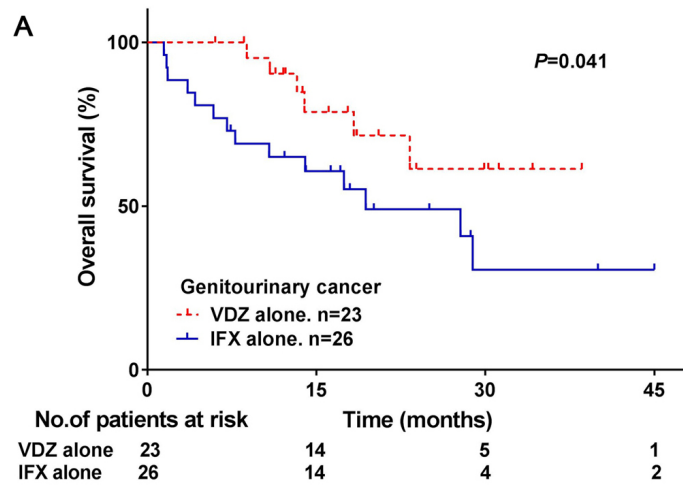 A
P=0.041
Overall survival (%)
100
50
0
Genitourinary cancer
VDZ alone. n=23
IFX alone. n=26
0 15 30 45
No.of patients at risk Time (months)
VDZ alone 23 14 5 1
IFX alone 26 14 4 2